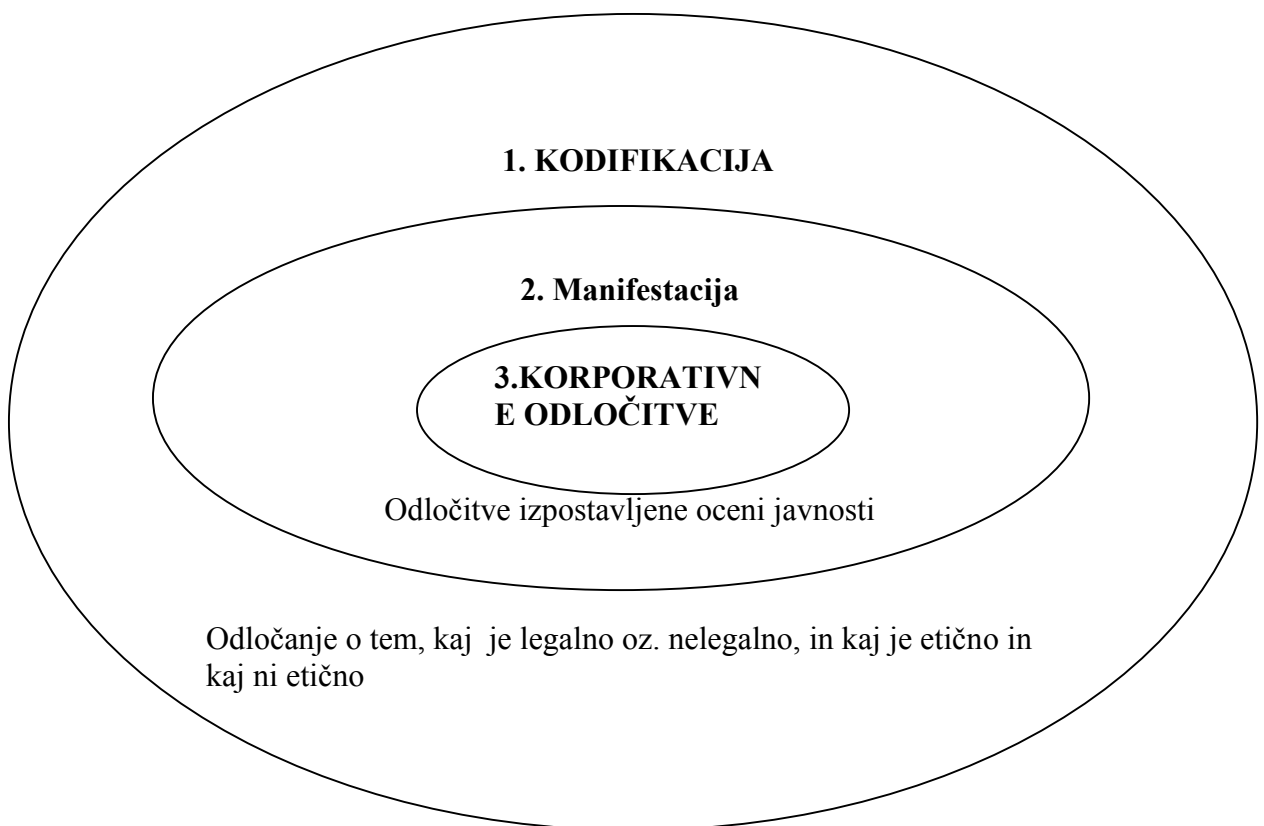 1. KODIFIKACIJA
2. Manifestacija
3.KORPORATIVN
E ODLOČITVE
Odločitve izpostavljene oceni javnosti
Odločanje o tem, kaj  je legalno oz. nelegalno, in kaj je etično in
kaj ni etično